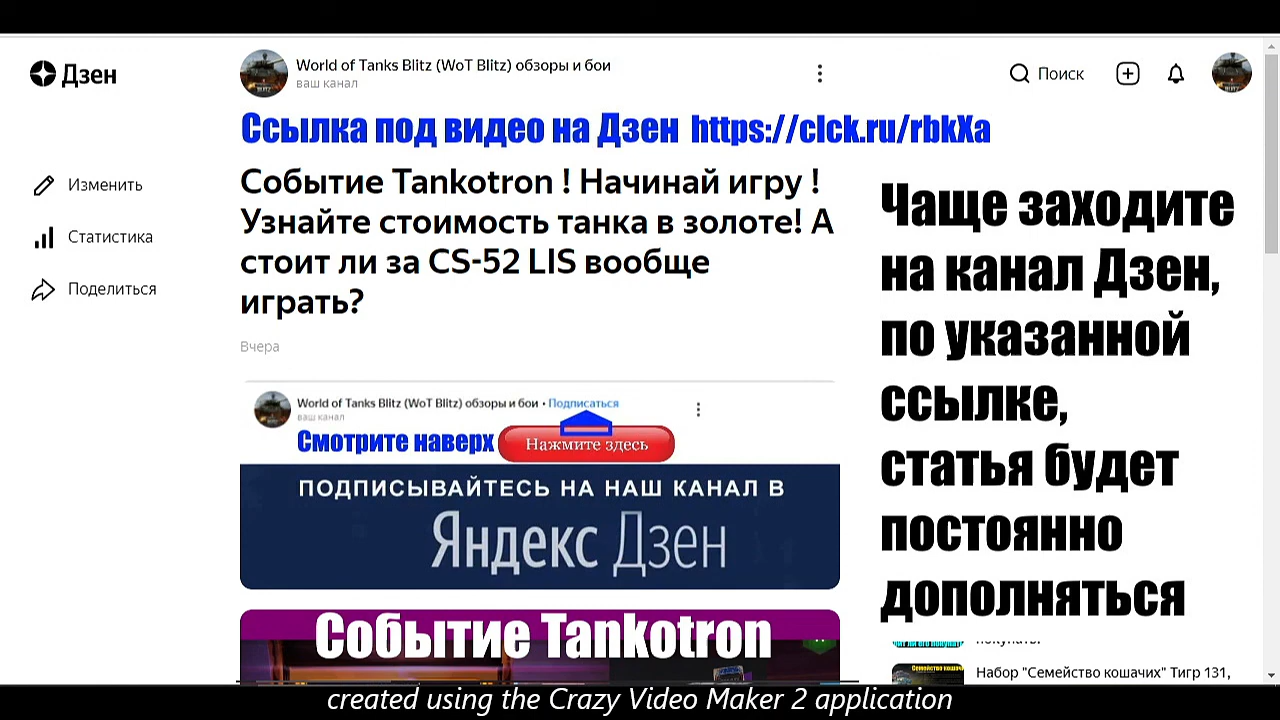 Дзен
World of Tanks Blitz (WoT Blitz) обзоры и бои
ваш канал
Поиск
Ссылка под видео на Дзен https://clck.ru/rbkXa
Изменить
Статистика
Поделиться
Событие Tankotron ! Начинай игру !
Узнайте стоимость танка в золоте! А
стоит ли за CS-52 LIS вообще
играть?
Вчера
Чаще заходите
на канал Дзен,
по указанной
ссылке,
статья будет
постоянно
дополняться
World of Tanks Blitz (WoT Blitz) обзоры и бои • Подписаться
ваш канал
Смотрите наверх
Нажмите здесь
ПОДПИСЫВАЙТЕСЬ НА НАШ КАНАЛ В
Яндекс Дзен
Событие Tankotron
Набор "Семейство кошачих" Тигр 131,
created using the Crazy Video Maker 2 application